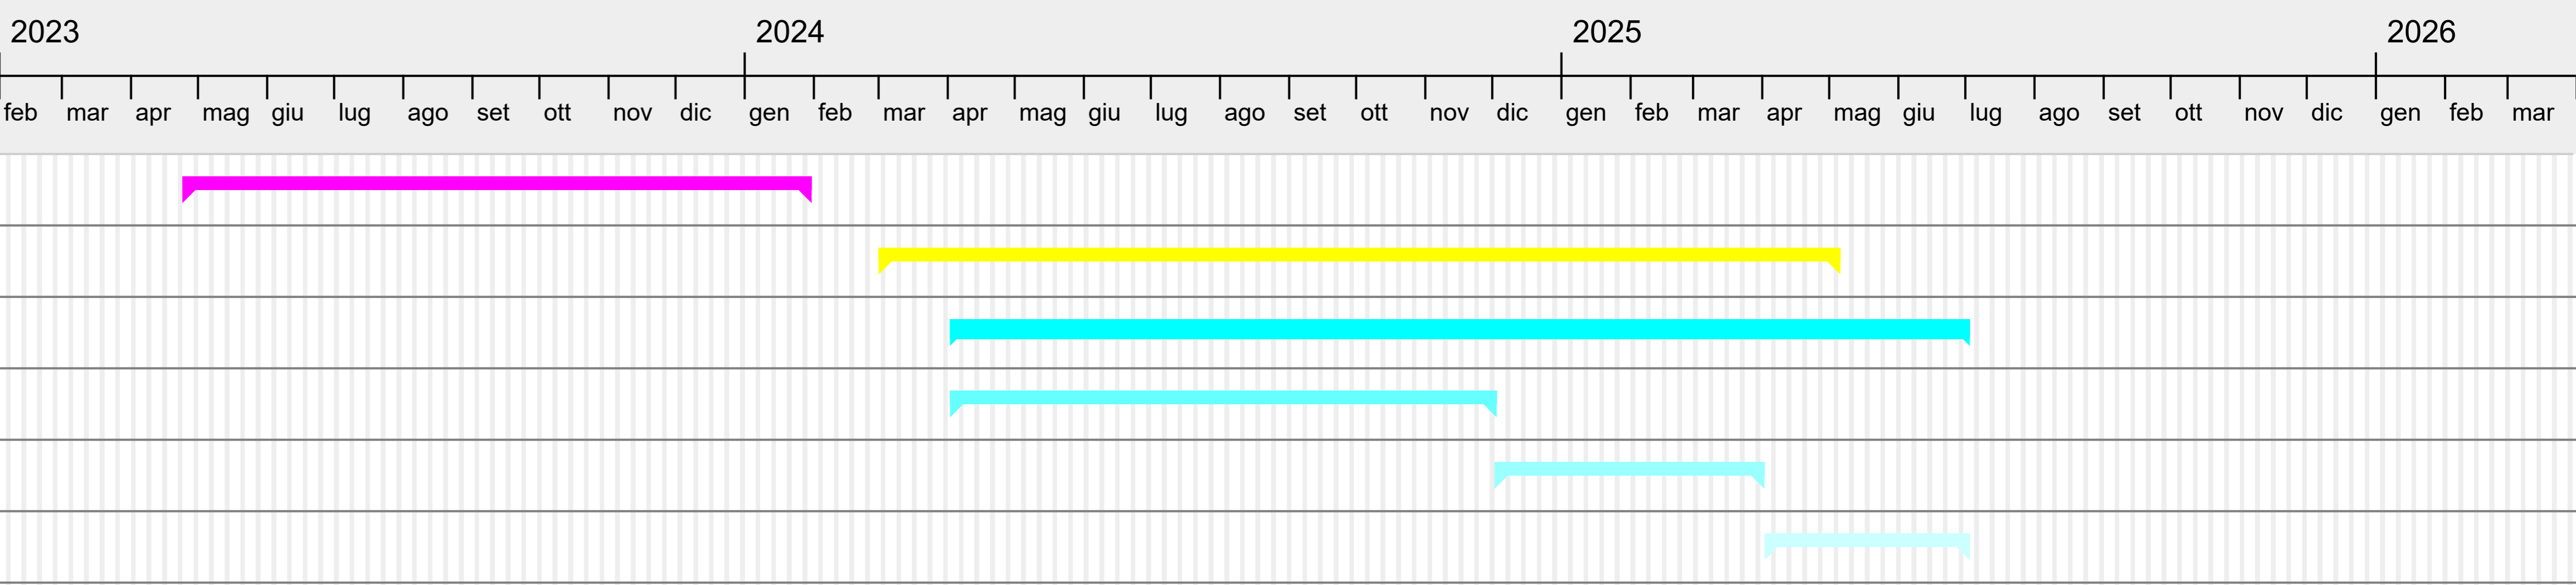 2023 2024 2025 2026
feb mar apr mag giu lug ago set ott nov dic gen feb mar apr mag giu lug ago set ott nov dic gen feb mar apr mag giu lug ago set ott nov dic gen feb mar